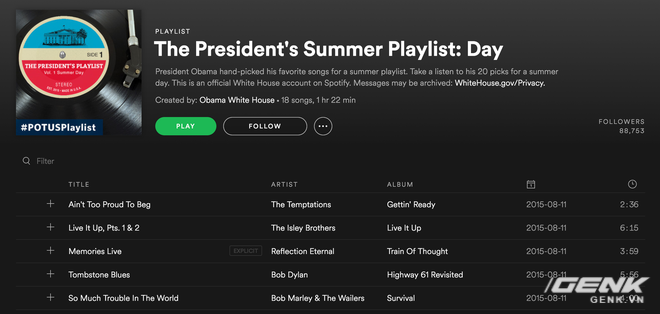 SIDE 1
THE PRESIDENT'S PLAYLIST
Vol. 1 Summer Day
STEREO
#POTUSPlaylist
PLAYLIST
The President's Summer Playlist: Day
President Obama hand-picked his favorite songs for a summer playlist. Take a listen to his 20 picks for a summer
day. This is an official White House account on Spotify. Messages may be archived: WhiteHouse.gov/Privacy.
Created by: Obama White House • 18 songs, 1 hr 22 min
PLAY FOLLOW
FOLLOWERS
88,753
Filter
TITLE ARTIST ALBUM
Ain't Too Proud To Beg The Temptations Gettin' Ready 2015-08-11 2:36
Live It Up, Pts. 1 & 2 The Isley Brothers Live It Up 2015-08-11 6:15
Memories Live EXPLICIT Reflection Eternal Train Of Thought 2015-08-11 3:59
Tombstone Blues Bob Dylan Highway 61 Revisited 2015-08-11 5:56
So Much Trouble In The World Bob Marley & The Wailers Survival 2015-08-11
GENK
GENK.VN